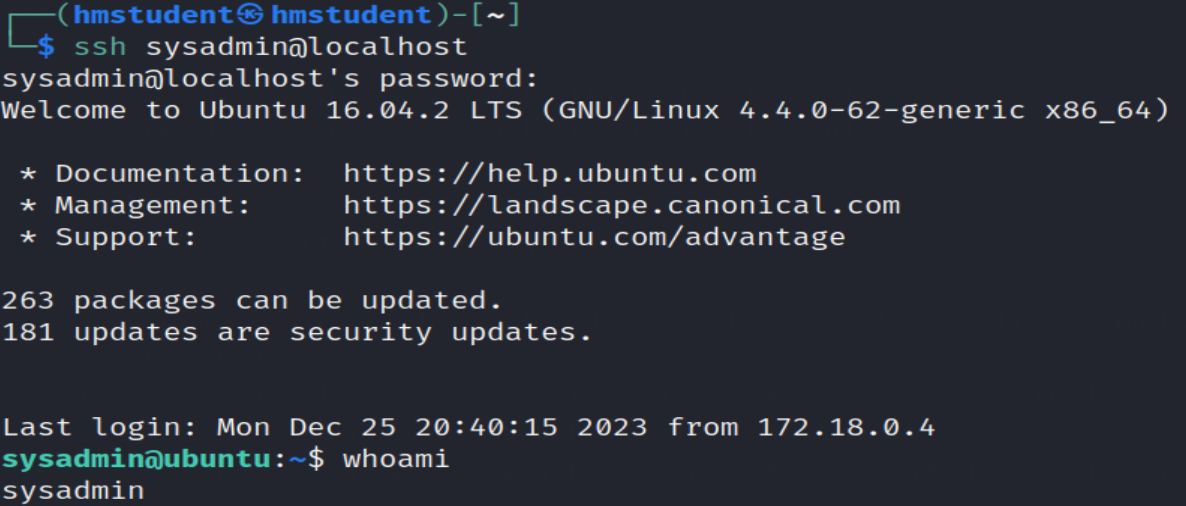 ┌──(hmstudent㉿hmstudent)-[~]
└─$ ssh sysadmin@localhost
sysadmin@localhost's password:
Welcome to Ubuntu 16.04.2 LTS (GNU/Linux 4.4.0-62-generic x86_64)
* Documentation:  https://help.ubuntu.com
* Management:     https://landscape.canonical.com
* Support:        https://ubuntu.com/advantage
263 packages can be updated.
181 updates are security updates.
Last login: Mon Dec 25 20:40:15 2023 from 172.18.0.4
sysadmin@ubuntu:~$ whoami
sysadmin